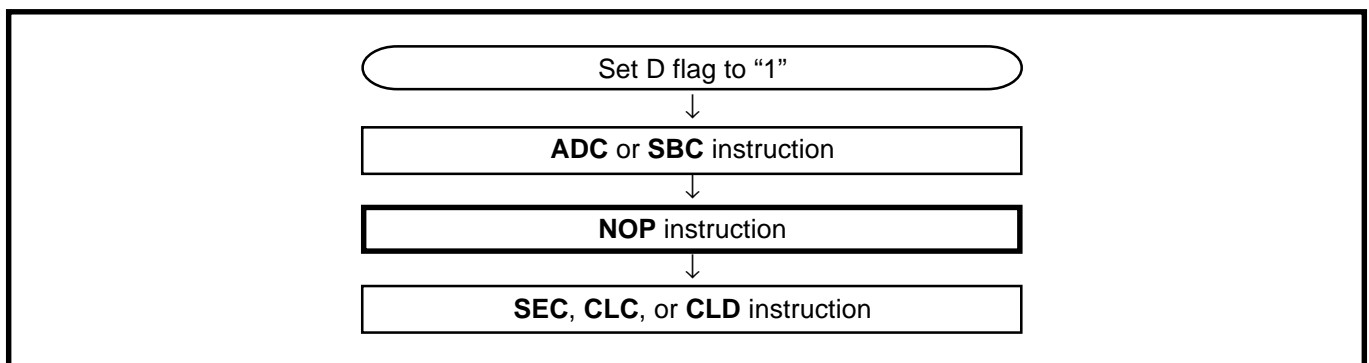 Set D flag to “1”
↓
ADC or SBC instruction
↓
NOP instruction
↓
SEC, CLC, or CLD instruction